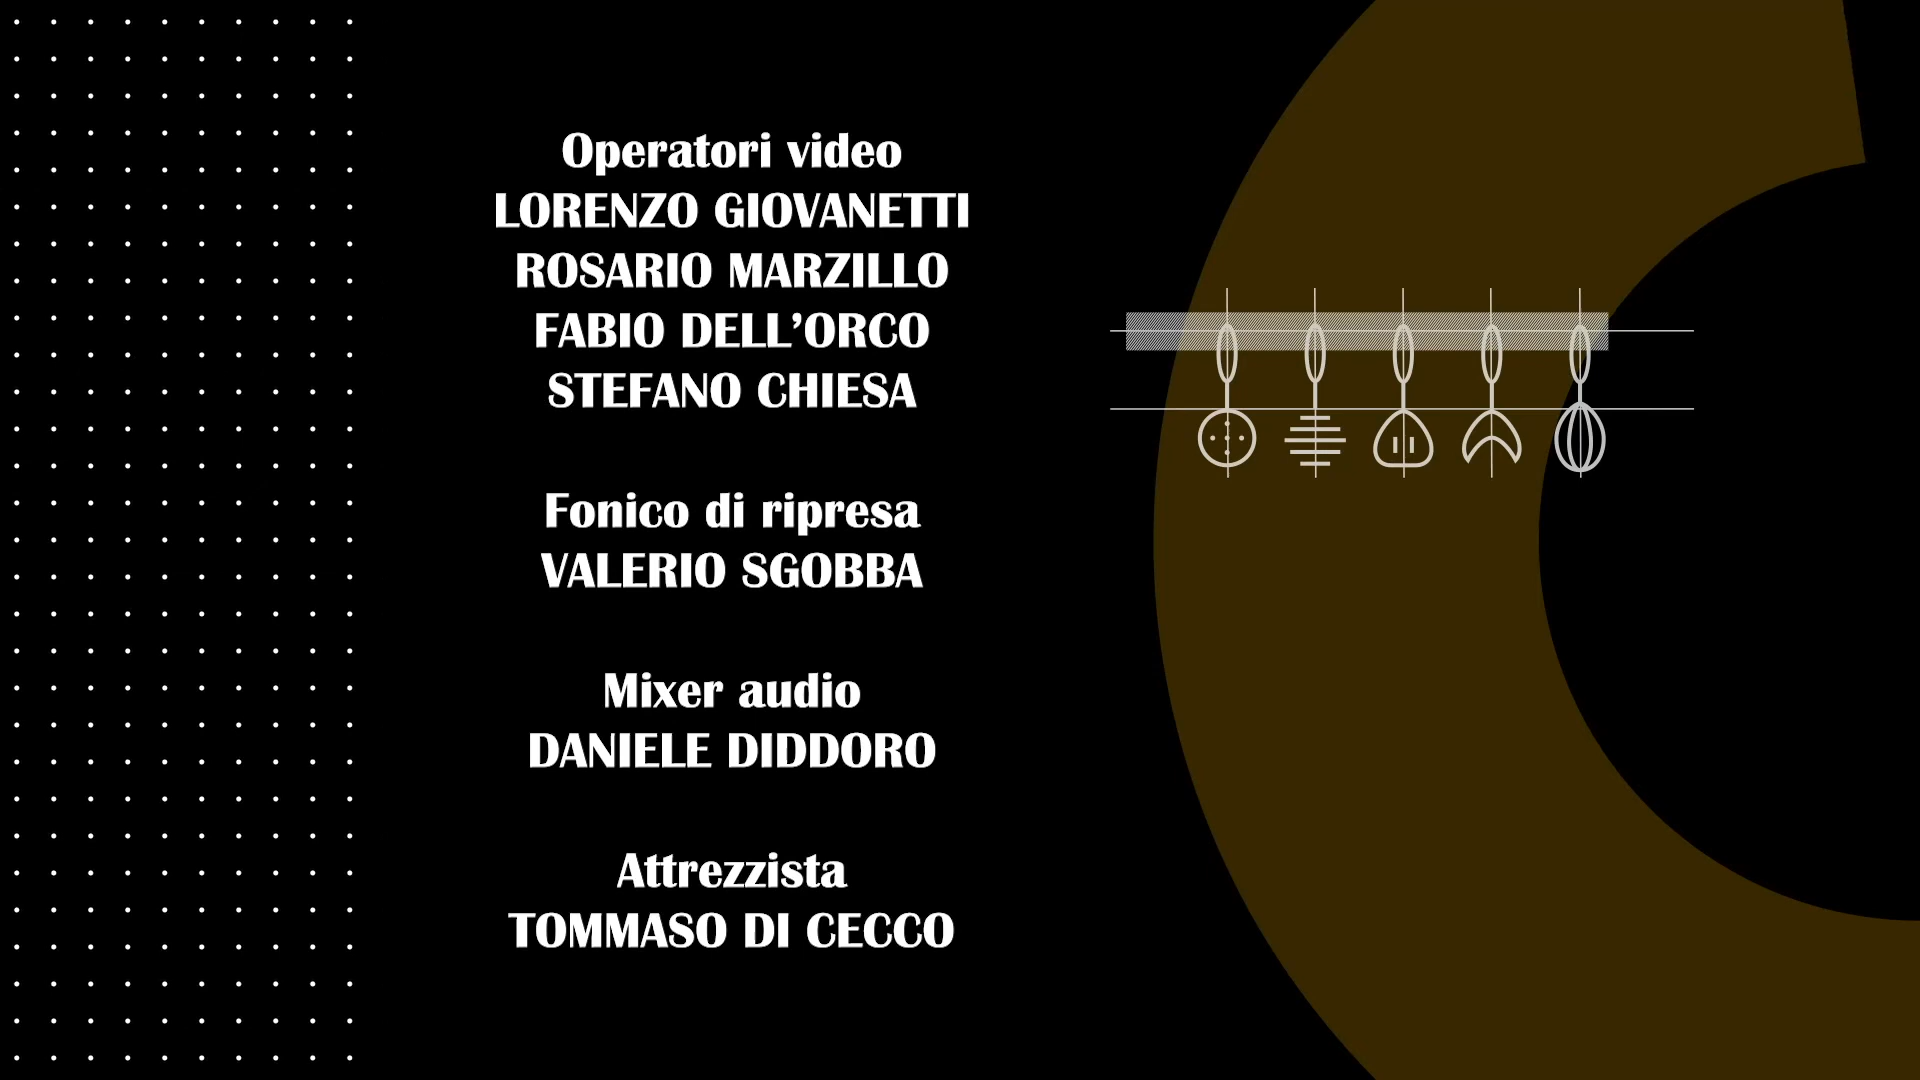 Operatori video
LORENZO GIOVANETTI
ROSARIO MARZILLO
FABIO DELL’ORCO
STEFANO CHIESA
Fonico di ripresa
VALERIO SGOBBA
Mixer audio
DANIELE DIDDORO
Attrezzista
TOMMASO DI CECCO